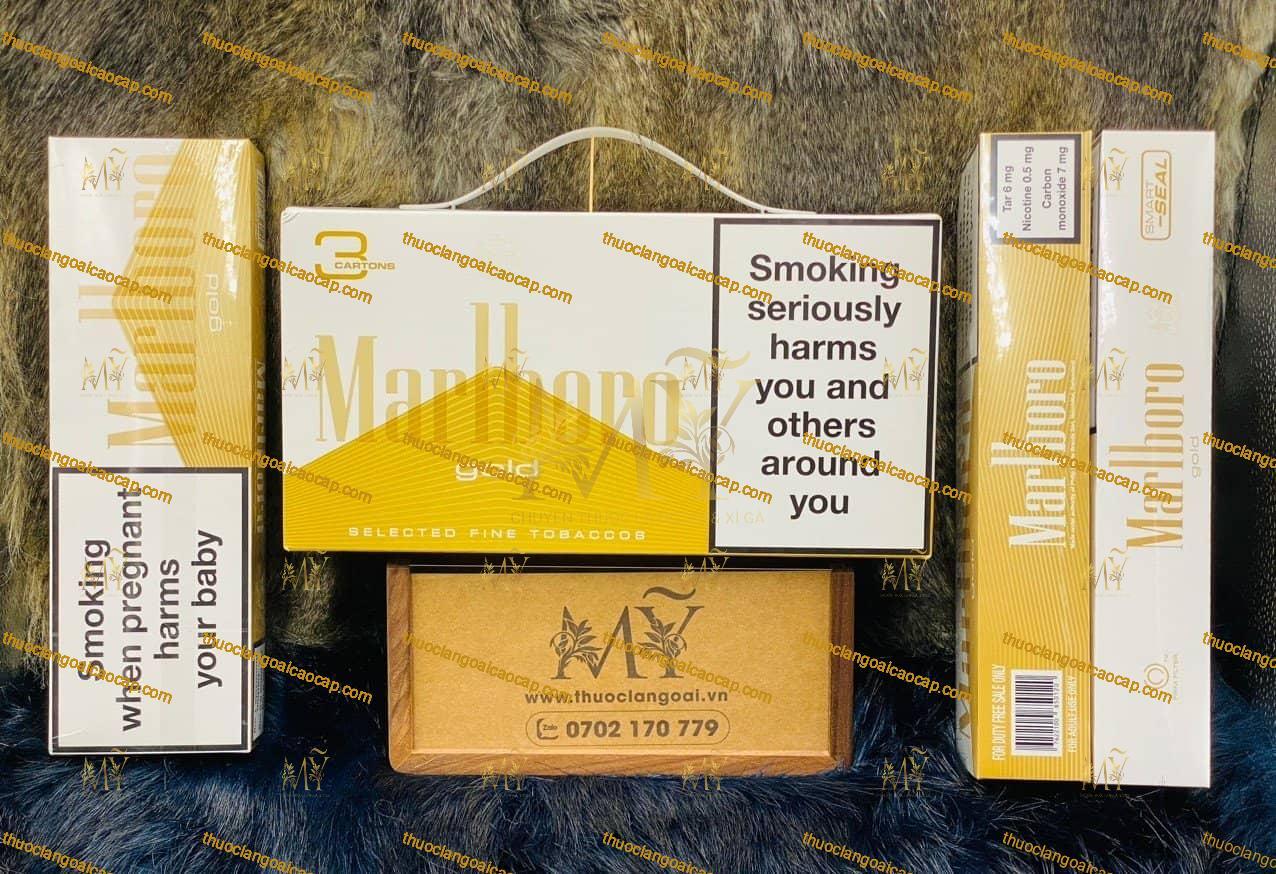 thuoclangoaicaocap.com
Marlboro
gold
Smoking
when pregnant
harms
your baby
3
CARTONS
Marlboro
gold
SELECTED FINE TOBACCOS
Smoking
seriously
harms
you and
others
around
you
MỸ
www.thuoclangoai.vn
Zalo
0702 170 779
Tar 6 mg
Nicotine 0.5 mg
Carbon
monoxide 7 mg
Marlboro
FOR DUTY FREE SALE ONLY
FOR ADULT USE ONLY
SMART
SEAL
Marlboro
gold